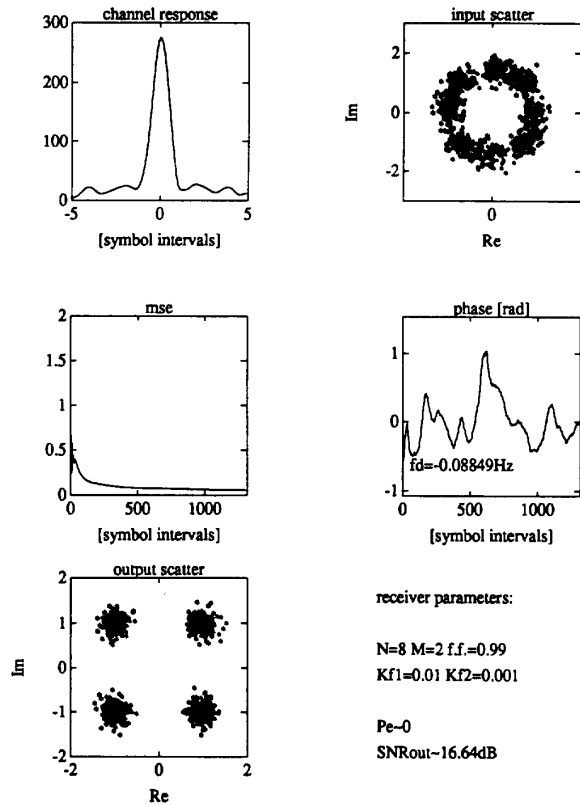 channel response
300
200
100
0
-5
0
5
[symbol intervals]
input scatter
Im
2
0
-2
0
Re
mse
2
1.5
1
0.5
0
0
500
1000
[symbol intervals]
phase [rad]
1
0
-1
fd=-0.08849Hz
0
500
1000
[symbol intervals]
output scatter
Im
2
1
0
-1
-2
-2
0
2
Re
receiver parameters:
N=8 M=2 f.f.=0.99
Kf1=0.01 Kf2=0.001
Pe~0
SNRout~16.64dB